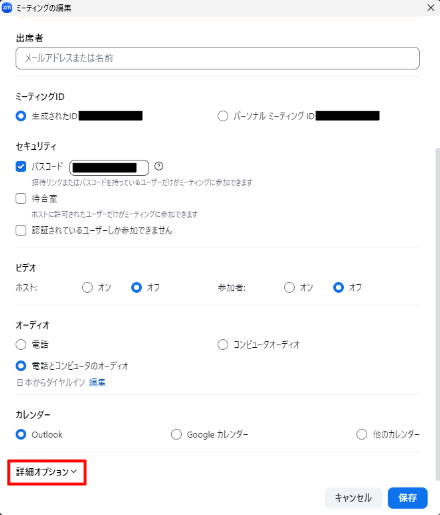 zm ミーティングの編集
出席者
メールアドレスまたは名前
ミーティングID
生成されたID パーソナル ミーティング ID
セキュリティ
パスコード ?
招待リンクまたはパスコードを持っているユーザーだけがミーティングに参加できます
待合室
ホストに許可されたユーザーだけがミーティングに参加できます
認証されているユーザーしか参加できません
ビデオ
ホスト: オン オフ 参加者: オン オフ
オーディオ
電話 コンピュータオーディオ
電話とコンピュータのオーディオ
日本からダイヤルイン 編集
カレンダー
Outlook Google カレンダー 他のカレンダー
詳細オプション
キャンセル 保存